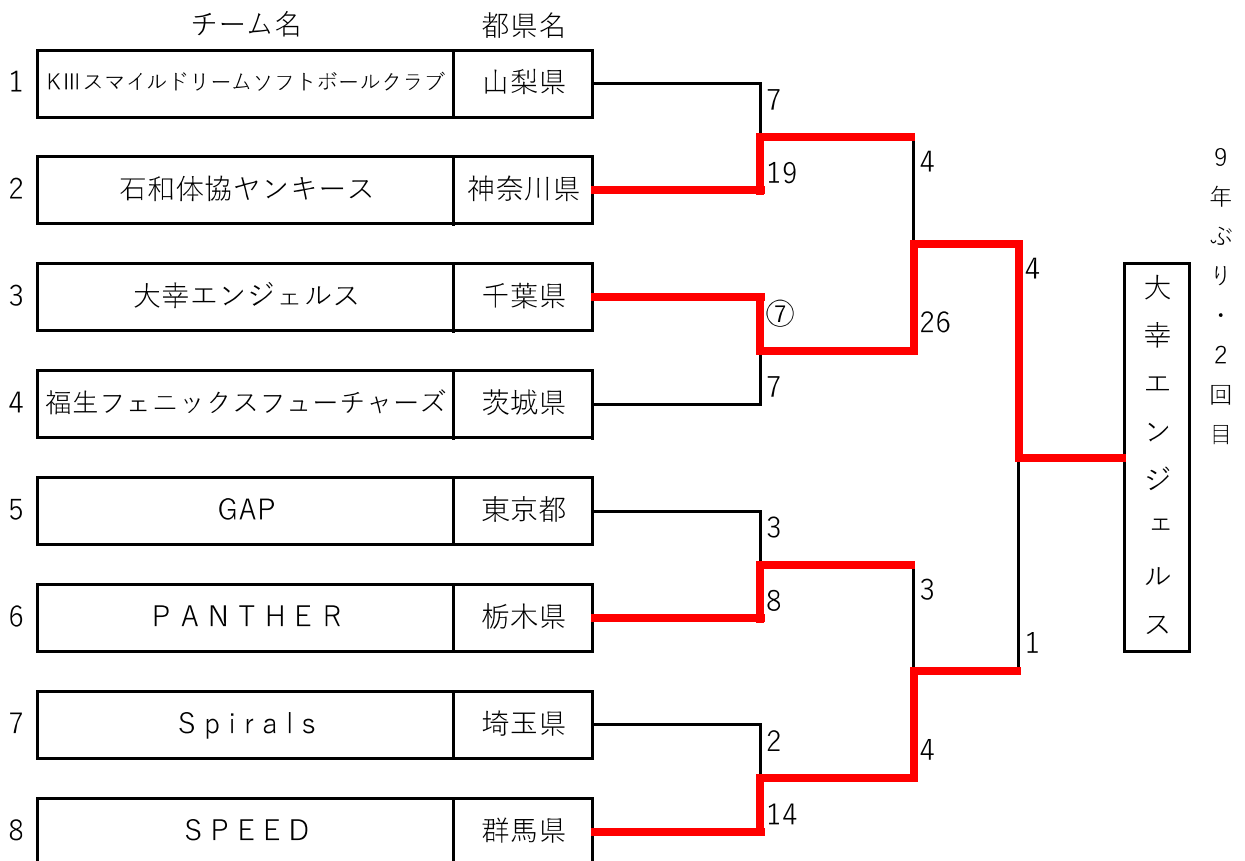 チーム名 都県名
1 KⅢスマイルドリームソフトボールクラブ 山梨県
7
2 石和体協ヤンキース 神奈川県
19
4
3 大幸エンジェルス 千葉県
⑦
26
4
4 福生フェニックスフューチャーズ 茨城県
7
5 GAP 東京都
3
6 PANTHER 栃木県
8
3
1
7 Spirals 埼玉県
2
4
8 SPEED 群馬県
14
大幸エンジェルス
9年ぶり・2回目